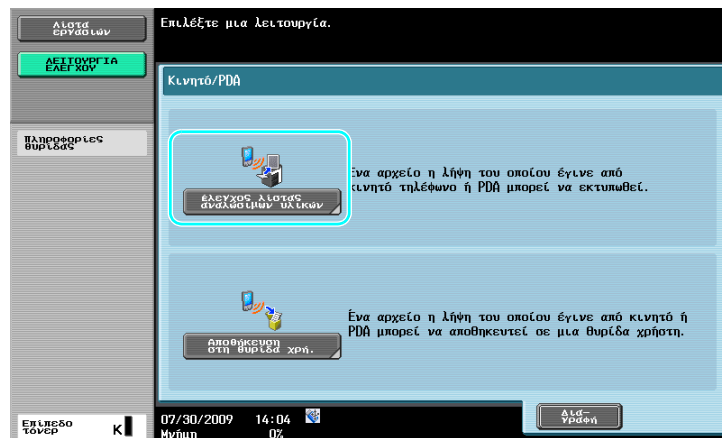 Λίστα
εργασιών
Επιλέξτε μια λειτουργία.
ΛΕΙΤΟΥΡΓΙΑ
ΕΛΕΓΧΟΥ
Κινητό/PDA
Πληροφορίες
θυρίδας
Ένα αρχείο η λήψη του οποίου έγινε από
κινητό τηλέφωνο ή PDA μπορεί να εκτυπωθεί.
έλεγχος λίστας
αναλώσιμων υλικών
Ένα αρχείο η λήψη του οποίου έγινε από κινητό ή
PDA μπορεί να αποθηκευτεί σε μια θυρίδα χρήστη.
Αποθήκευση
στη θυρίδα χρή.
Επίπεδο
τόνερ K
07/30/2009 14:04
Μνήμη 0%
Δια-
γραφή